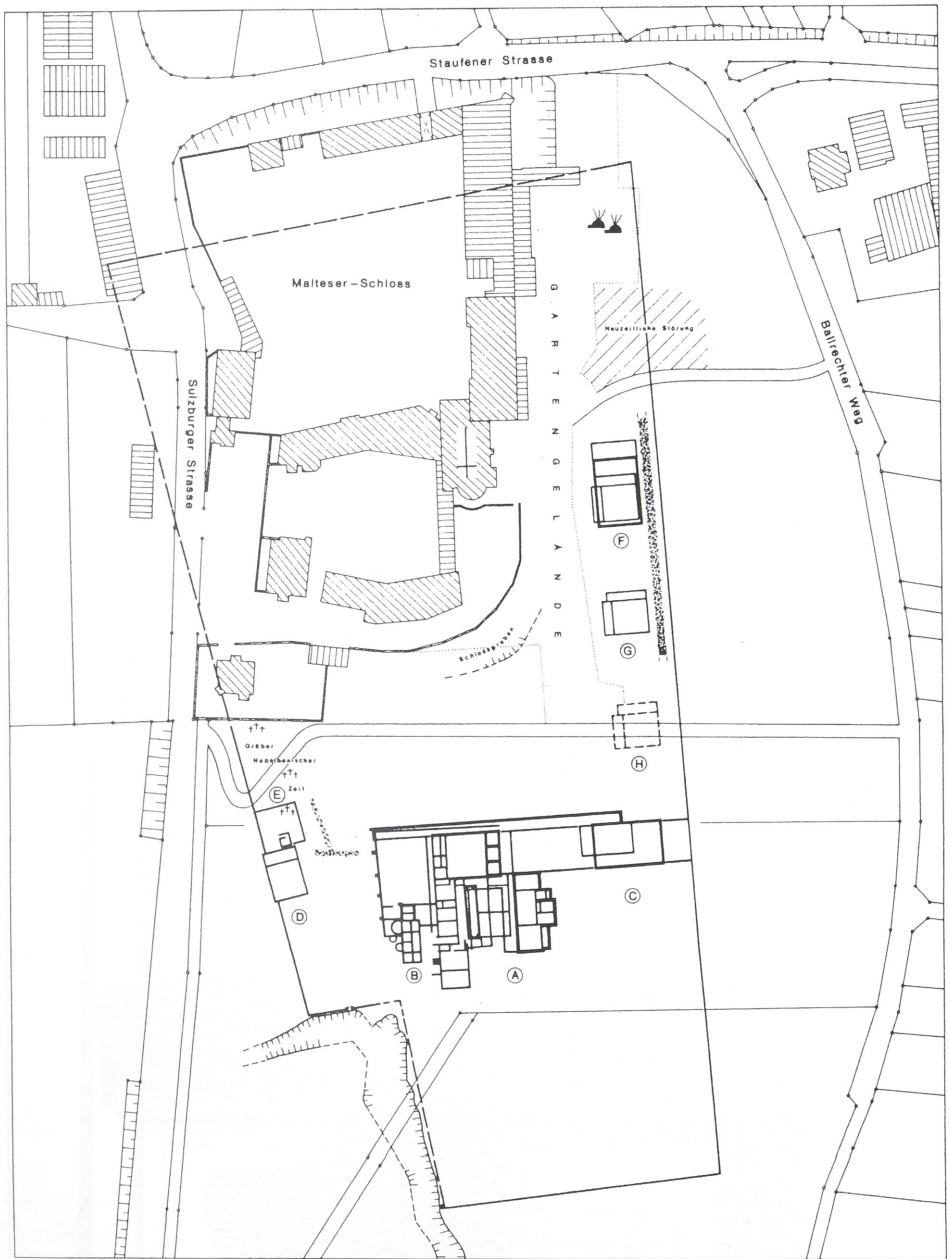 Staufener Strasse
Malteser-Schloss
GARTENGELÄNDE
Neuzeitliche Störung
Ballrechter Weg
Sulzburger Strasse
F
G
Schlossgraben
H
Gräber
Napoleonischer
Zeit
E
D
C
B
A